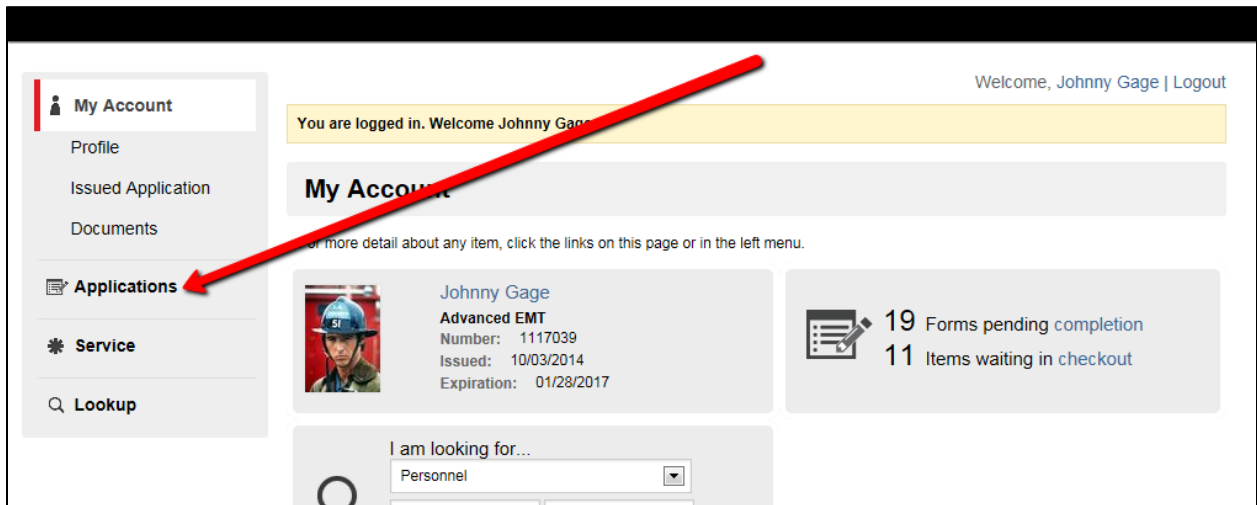 Welcome, Johnny Gage | Logout
My Account
Profile
Issued Application
Documents
Applications
Service
Lookup
You are logged in. Welcome Johnny Gage
My Account
more detail about any item, click the links on this page or in the left menu.
51
Johnny Gage
Advanced EMT
Number: 1117039
Issued: 10/03/2014
Expiration: 01/28/2017
19 Forms pending completion
11 Items waiting in checkout
I am looking for...
Personnel